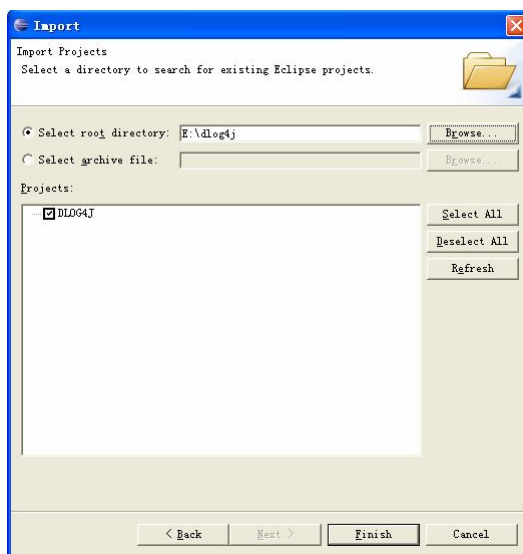 Import
Import Projects
Select a directory to search for existing Eclipse projects.
Select root directory: E:\dlog4j Browse...
Select archive file: Browse...
Projects:
DLOG4J
Select All
Deselect All
Refresh
< Back Next > Finish Cancel